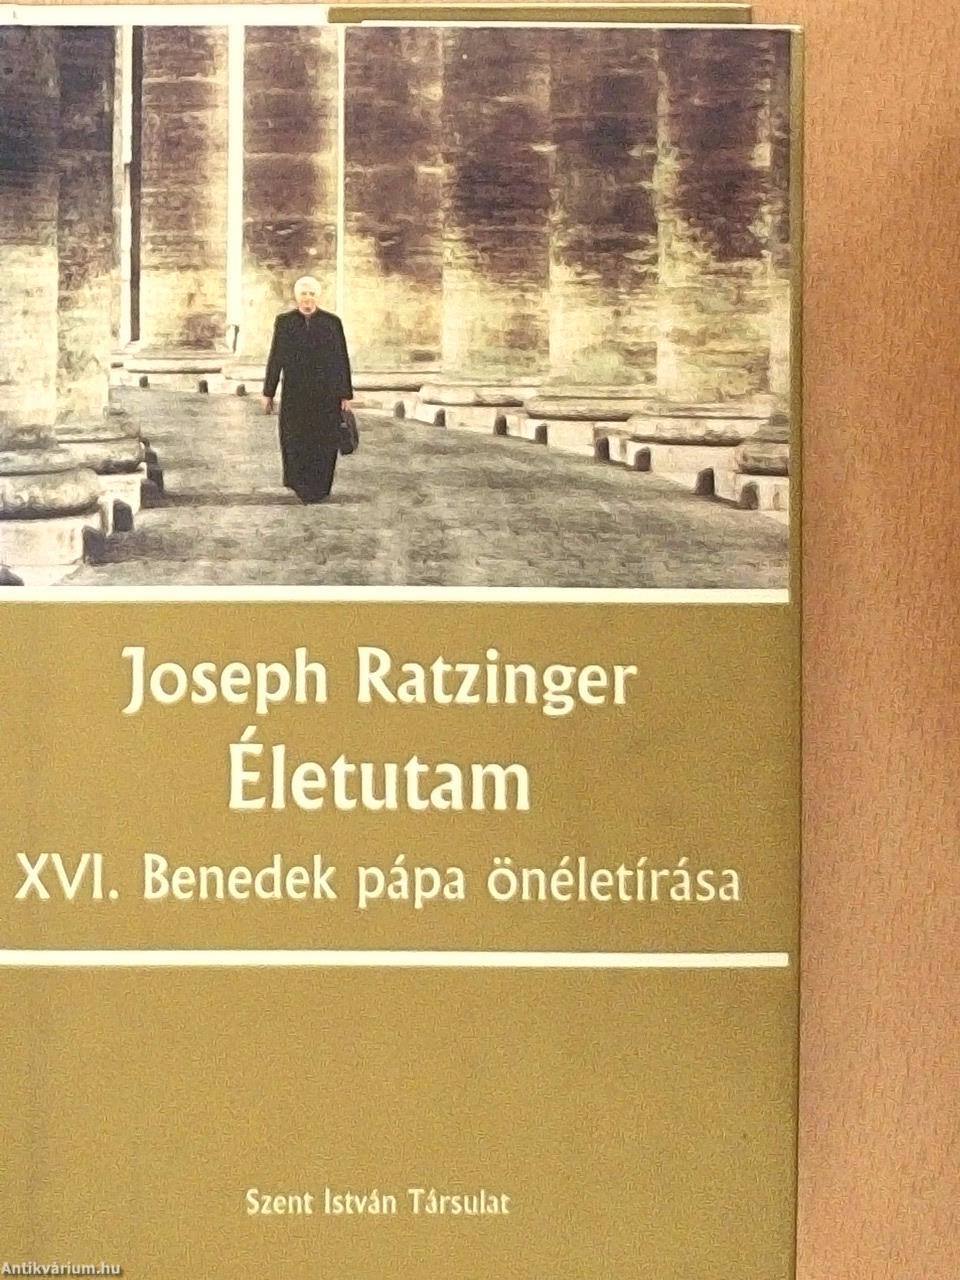 Joseph Ratzinger
Életutam
XVI. Benedek pápa önéletírása
Szent István Társulat
Antikvárium.hu